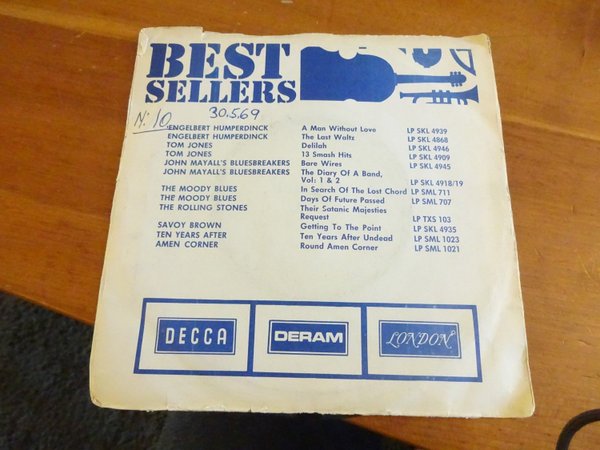 BEST
SELLERS
30.5.69
N: 10
ENGELBERT HUMPERDINCK A Man Without Love LP SKL 4939
ENGELBERT HUMPERDINCK The Last Waltz LP SKL 4868
TOM JONES Delilah LP SKL 4946
TOM JONES 13 Smash Hits LP SKL 4909
JOHN MAYALL'S BLUESBREAKERS Bare Wires LP SKL 4945
JOHN MAYALL'S BLUESBREAKERS The Diary Of A Band,
Vol: 1 & 2 LP SKL 4918/19
THE MOODY BLUES In Search Of The Lost Chord LP SML 711
THE MOODY BLUES Days Of Future Passed LP SML 707
THE ROLLING STONES Their Satanic Majesties
Request LP TXS 103
SAVOY BROWN Getting To The Point LP SKL 4935
TEN YEARS AFTER Ten Years After Undead LP SML 1023
AMEN CORNER Round Amen Corner LP SML 1021
DECCA DERAM LONDON